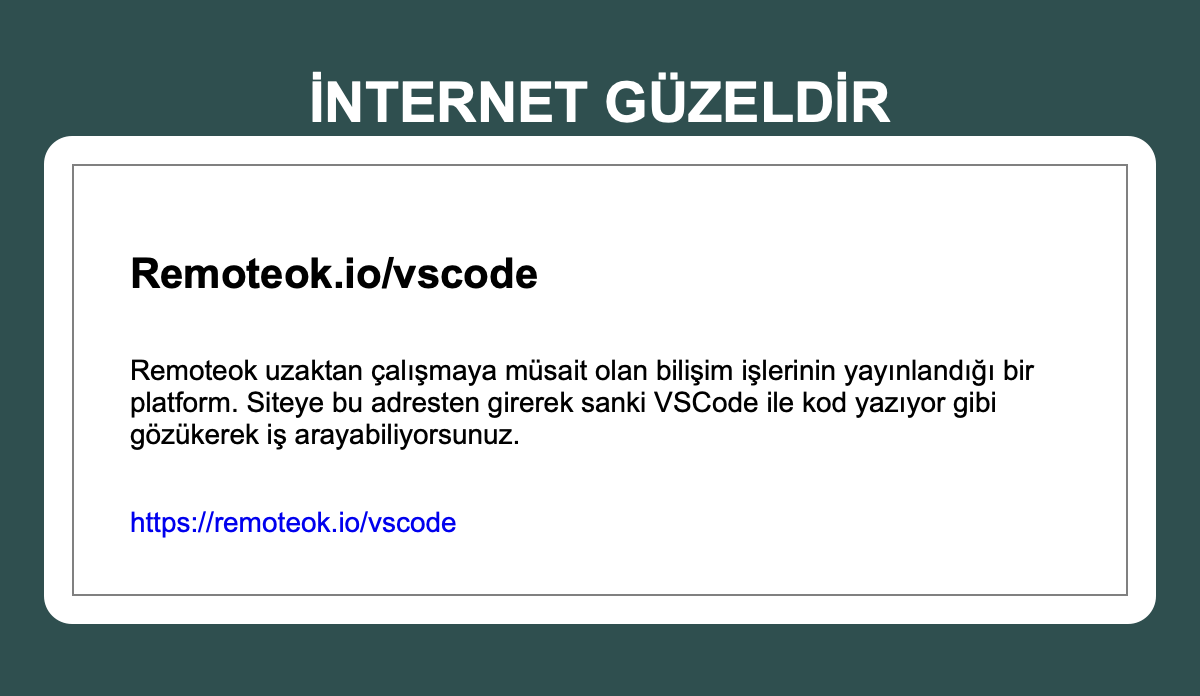 İNTERNET GÜZELDİR
Remoteok.io/vscode
Remoteok uzaktan çalışmaya müsait olan bilişim işlerinin yayınlandığı bir
platform. Siteye bu adresten girerek sanki VSCode ile kod yazıyor gibi
gözükerek iş arayabiliyorsunuz.
https://remoteok.io/vscode